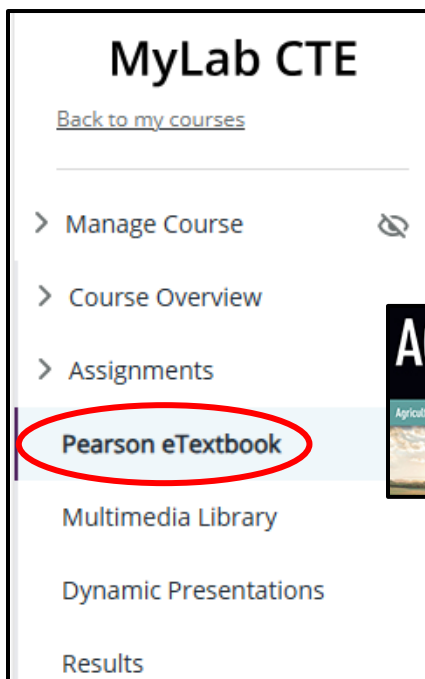 MyLab CTE
Back to my courses
Manage Course
Course Overview
Assignments
Pearson eTextbook
Multimedia Library
Dynamic Presentations
Results